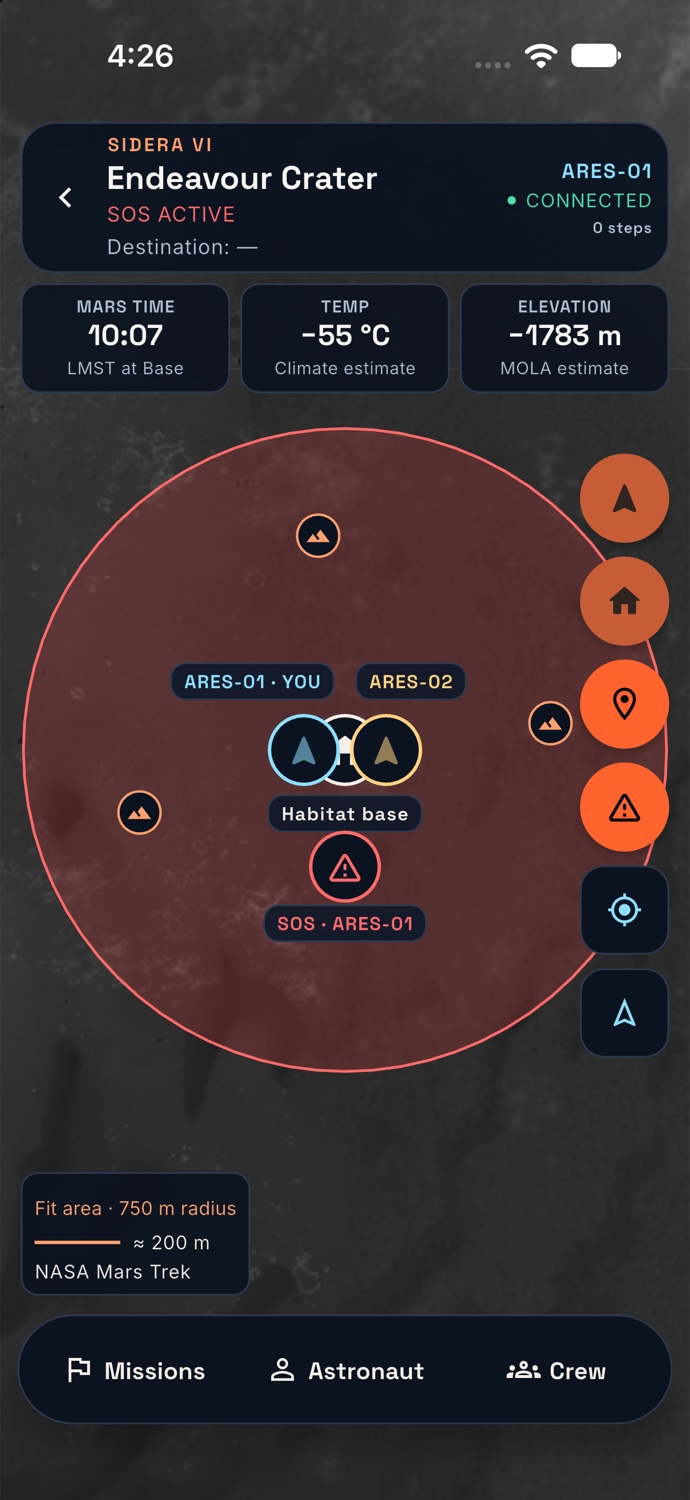 4:26
SIDERA VI
Endeavour Crater
SOS ACTIVE
Destination: —
ARES-01
• CONNECTED
0 steps
MARS TIME
10:07
LMST at Base
TEMP
−55 °C
Climate estimate
ELEVATION
−1783 m
MOLA estimate
ARES-01 · YOU
ARES-02
Habitat base
SOS · ARES-01
Fit area · 750 m radius
≈ 200 m
NASA Mars Trek
Missions
Astronaut
Crew